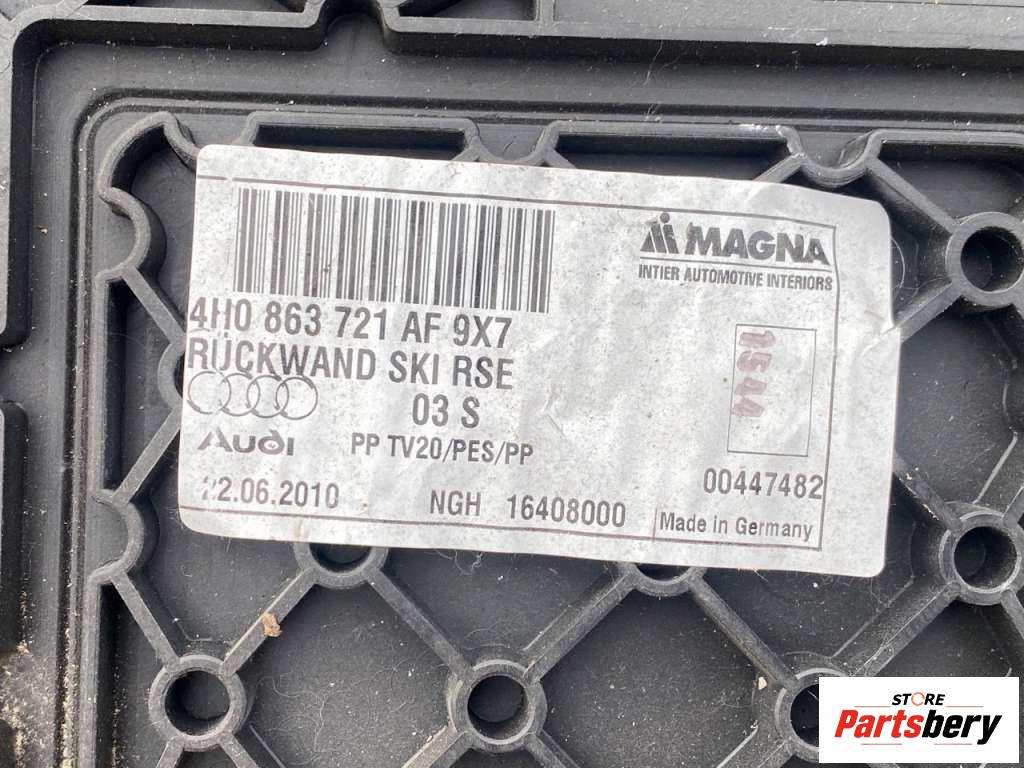 MAGNA
INTIER AUTOMOTIVE INTERIORS
4H0 863 721 AF 9X7
RÜCKWAND SKI RSE
03 S
Audi
PP TV20/PES/PP
22.06.2010
NGH 16408000
00447482
Made in Germany
STORE
Partsbery